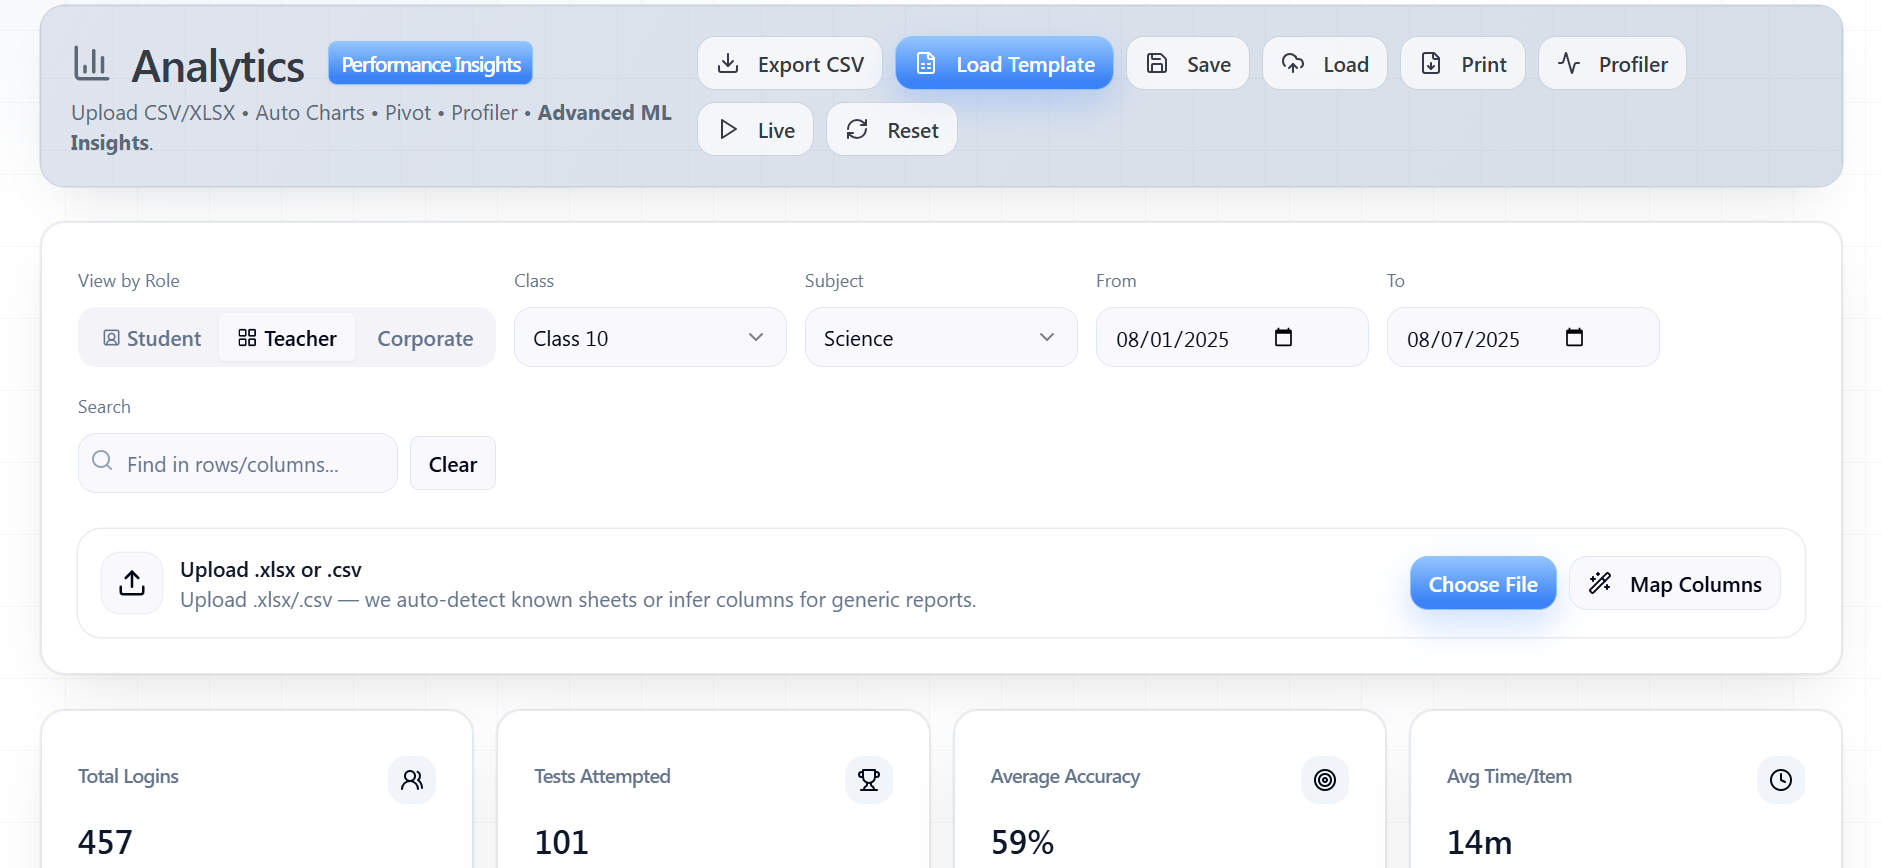 Analytics
Performance Insights
Upload CSV/XLSX • Auto Charts • Pivot • Profiler • Advanced ML
Insights.
Export CSV
Load Template
Save
Load
Print
Profiler
Live
Reset
View by Role
Student
Teacher
Corporate
Class
Class 10
Subject
Science
From
08/01/2025
To
08/07/2025
Search
Find in rows/columns...
Clear
Upload .xlsx or .csv
Upload .xlsx/.csv — we auto-detect known sheets or infer columns for generic reports.
Choose File
Map Columns
Total Logins
457
Tests Attempted
101
Average Accuracy
59%
Avg Time/Item
14m